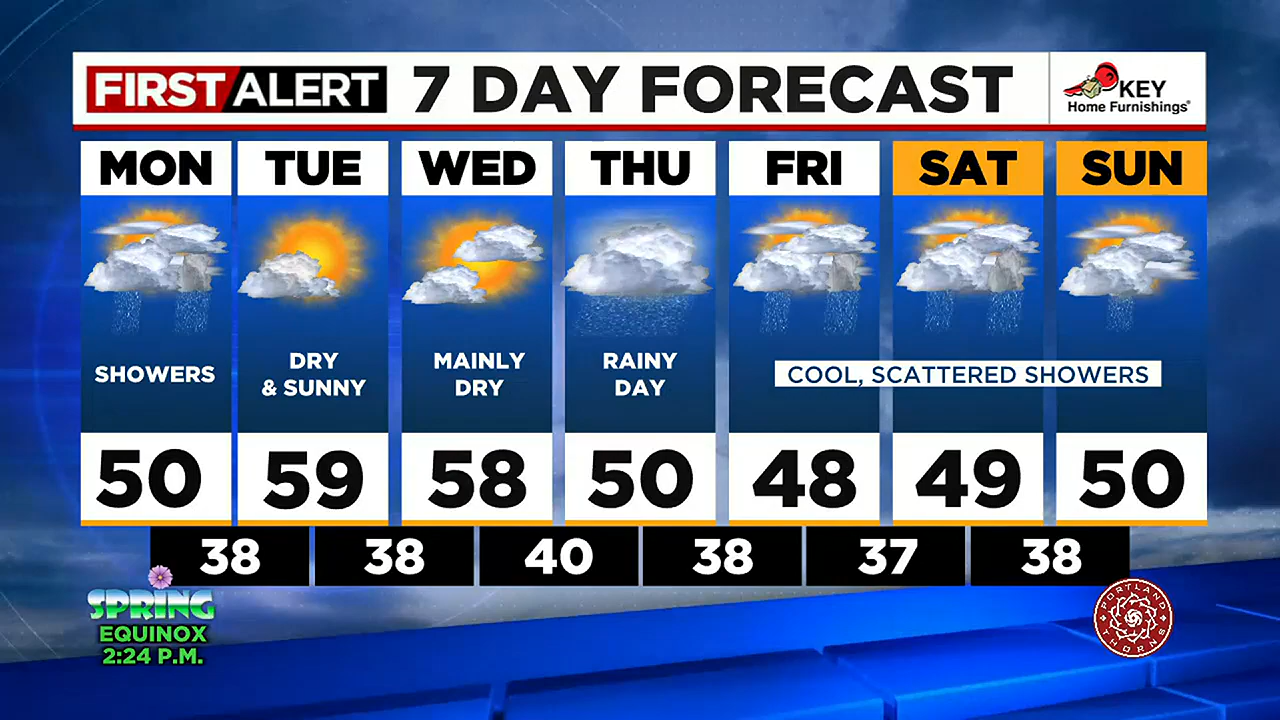 FIRST ALERT 7 DAY FORECAST
KEY
Home Furnishings®
MON TUE WED THU FRI SAT SUN
SHOWERS
DRY
& SUNNY
MAINLY
DRY
RAINY
DAY
COOL, SCATTERED SHOWERS
50 59 58 50 48 49 50
38 38 40 38 37 38
SPRING
EQUINOX
2:24 P.M.
PORTLAND
THORNS